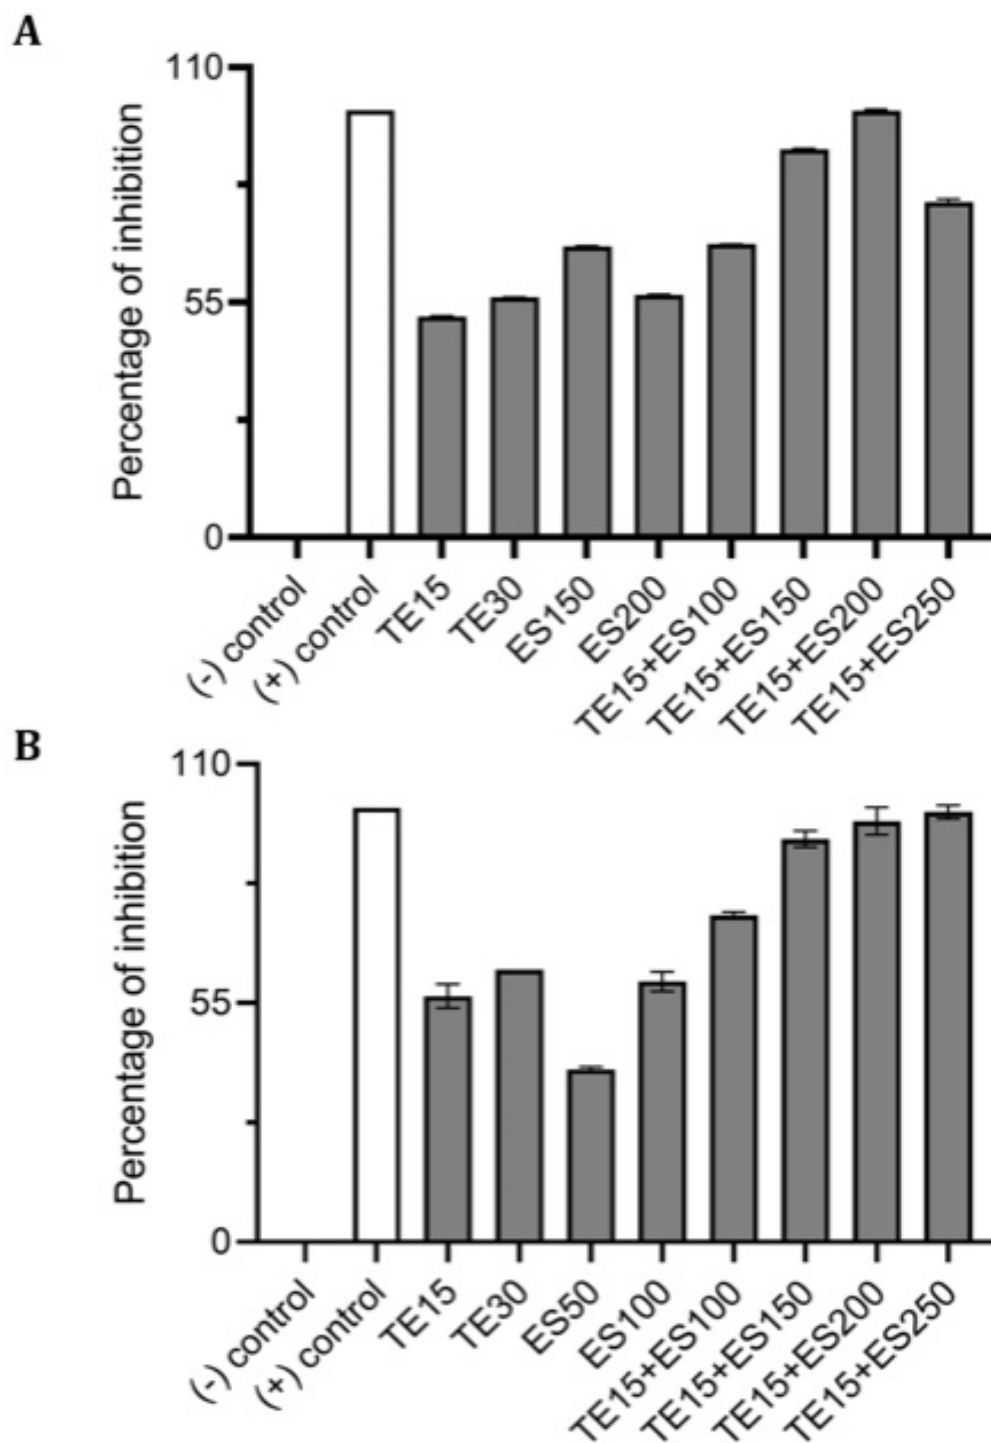 A
Percentage of inhibition
110
55
0
(-) control
(+) control
TE15
TE30
ES150
ES200
TE15+ES100
TE15+ES150
TE15+ES200
TE15+ES250
B
Percentage of inhibition
110
55
0
(-) control
(+) control
TE15
TE30
ES50
ES100
TE15+ES100
TE15+ES150
TE15+ES200
TE15+ES250